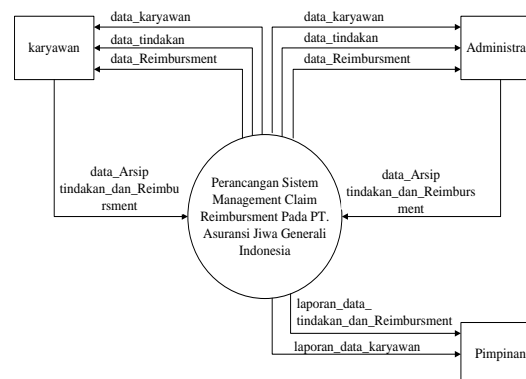 data_karyawan
data_tindakan
data_Reimbursment
karyawan
data_karyawan
data_tindakan
data_Reimbursment
Administra
data_Arsip
tindakan_dan_Reimbu
rsment
Perancangan Sistem
Management Claim
Reimbursment Pada PT.
Asuransi Jiwa Generali
Indonesia
data_Arsip
tindakan_dan_Reimburs
ment
laporan_data_
tindakan_dan_Reimbursment
laporan_data_karyawan
Pimpinan